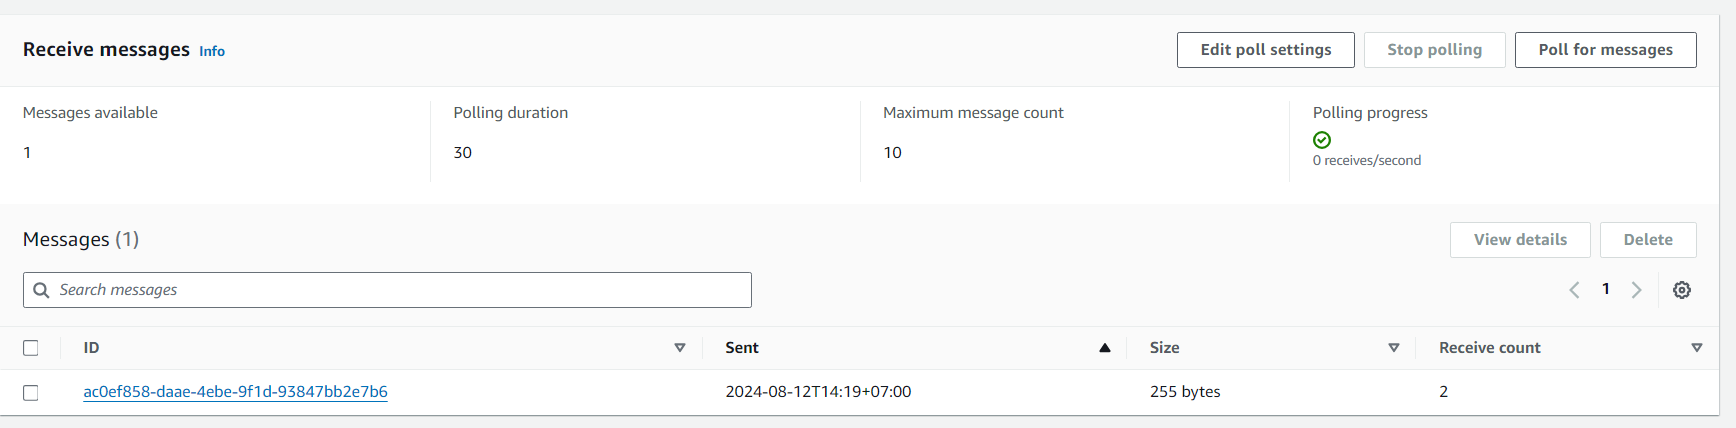 Receive messages Info Edit poll settings Stop polling Poll for messages
Messages available Polling duration Maximum message count Polling progress
1 30 10
0 receives/second
Messages (1) View details Delete
Search messages 1
ID Sent Size Receive count
ac0ef858-daae-4ebe-9f1d-93847bb2e7b6 2024-08-12T14:19+07:00 255 bytes 2